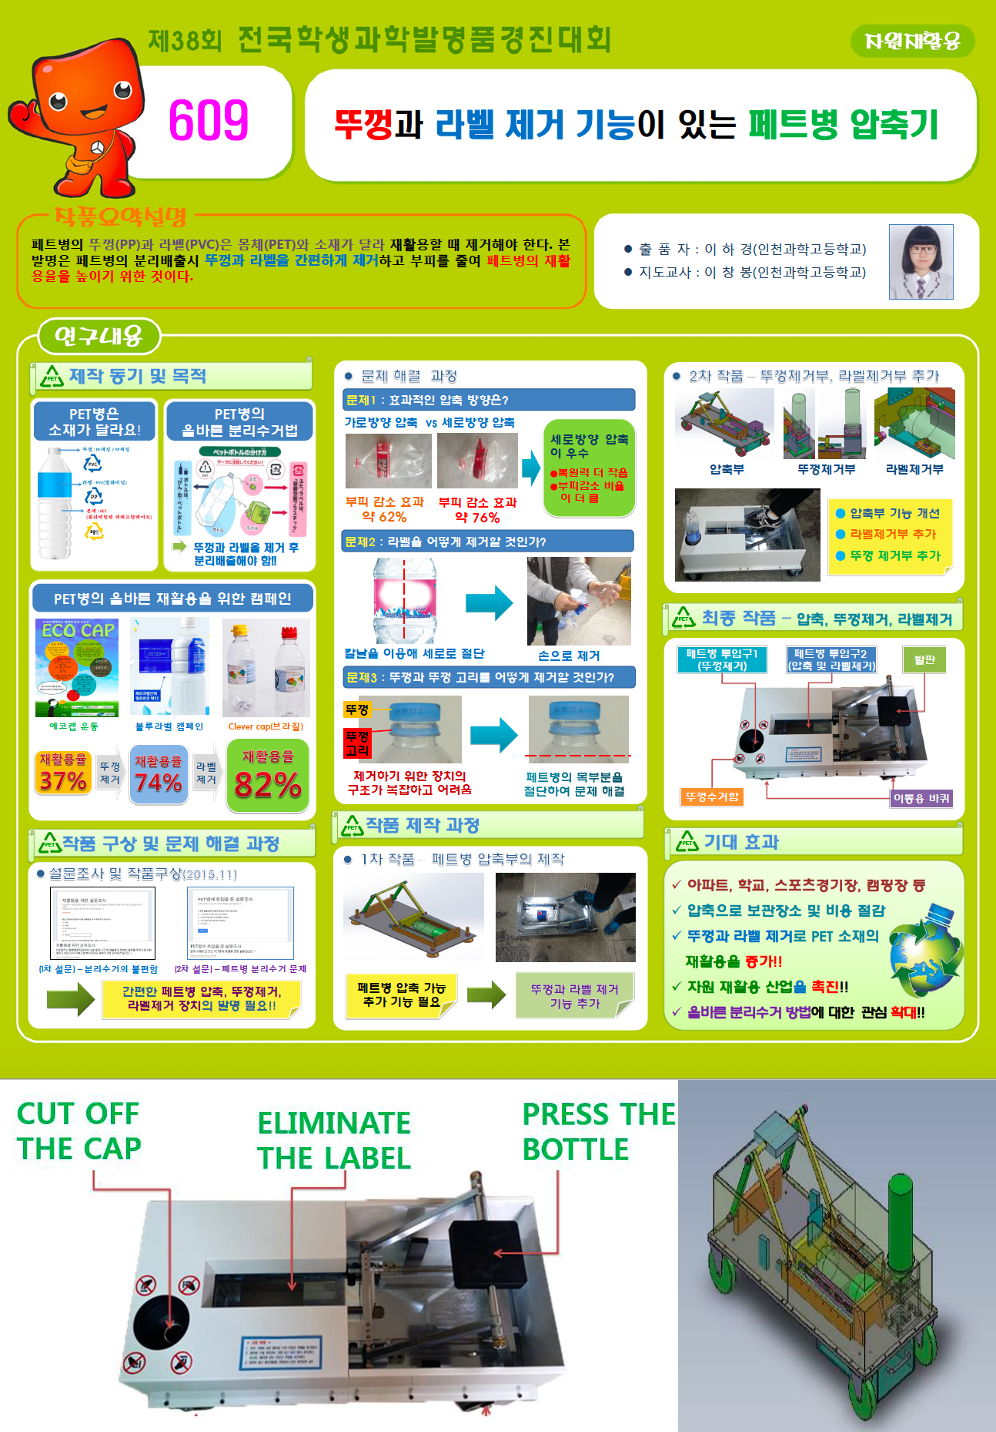 제38회 전국학생과학발명품경진대회
자원재활용
609
뚜껑과 라벨 제거 기능이 있는 페트병 압축기
작품요약설명
페트병의 뚜껑(PP)과 라벨(PVC)은 몸체(PET)와 소재가 달라 재활용할 때 제거해야 한다. 본
발명은 페트병의 분리배출시 뚜껑과 라벨을 간편하게 제거하고 부피를 줄여 페트병의 재활
용율을 높이기 위한 것이다.
● 출 품 자 : 이 하 경(인천과학고등학교)
● 지도교사 : 이 창 봉(인천과학고등학교)
연구내용
제작 동기 및 목적
PET병은
소재가 달라요!
PET병의
올바른 분리수거법
PVC
PP
ペットボトルの分け方
뚜껑과 라벨을 제거 후
분리배출해야 함!!
PET병의 올바른 재활용을 위한 캠페인
ECO CAP
에코캡 운동
블루라벨 캠페인
Clever cap(브라질)
재활용율
37%
뚜껑
제거
재활용율
74%
라벨
제거
재활용율
82%
작품 구상 및 문제 해결 과정
● 설문조사 및 작품구상(2015.11)
(1차 설문) – 분리수거의 불편함
(2차 설문) – 페트병 분리수거 문제
간편한 페트병 압축, 뚜껑제거,
라벨제거 장치의 발명 필요!!
● 문제 해결 과정
문제1 : 효과적인 압축 방향은?
가로방향 압축 vs 세로방향 압축
부피 감소 효과
약 62%
부피 감소 효과
약 76%
세로방향 압축
이 우수
●복원력 더 작음
●부피감소 비율
이 더 큼
문제2 : 라벨을 어떻게 제거할 것인가?
칼날을 이용해 세로로 절단
손으로 제거
문제3 : 뚜껑과 뚜껑 고리를 어떻게 제거할 것인가?
뚜껑
뚜껑
고리
제거하기 위한 장치의
구조가 복잡하고 어려움
페트병의 목부분을
절단하여 문제 해결
작품 제작 과정
● 1차 작품 – 페트병 압축부의 제작
페트병 압축 가능
추가 기능 필요
뚜껑과 라벨 제거
기능 추가
● 2차 작품 – 뚜껑제거부, 라벨제거부 추가
압축부
뚜껑제거부
라벨제거부
● 압축부 기능 개선
● 라벨제거부 추가
● 뚜껑 제거부 추가
최종 작품 – 압축, 뚜껑제거, 라벨제거
페트병 투입구1
(뚜껑제거)
페트병 투입구2
(압축 및 라벨제거)
발판
뚜껑수거함
이동용 바퀴
기대 효과
✓ 아파트, 학교, 스포츠경기장, 캠핑장 등
✓ 압축으로 보관장소 및 비용 절감
✓ 뚜껑과 라벨 제거로 PET 소재의
재활용율 증가!!
✓ 자원 재활용 산업을 촉진!!
✓ 올바른 분리수거 방법에 대한 관심 확대!!
CUT OFF
THE CAP
ELIMINATE
THE LABEL
PRESS THE
BOTTLE